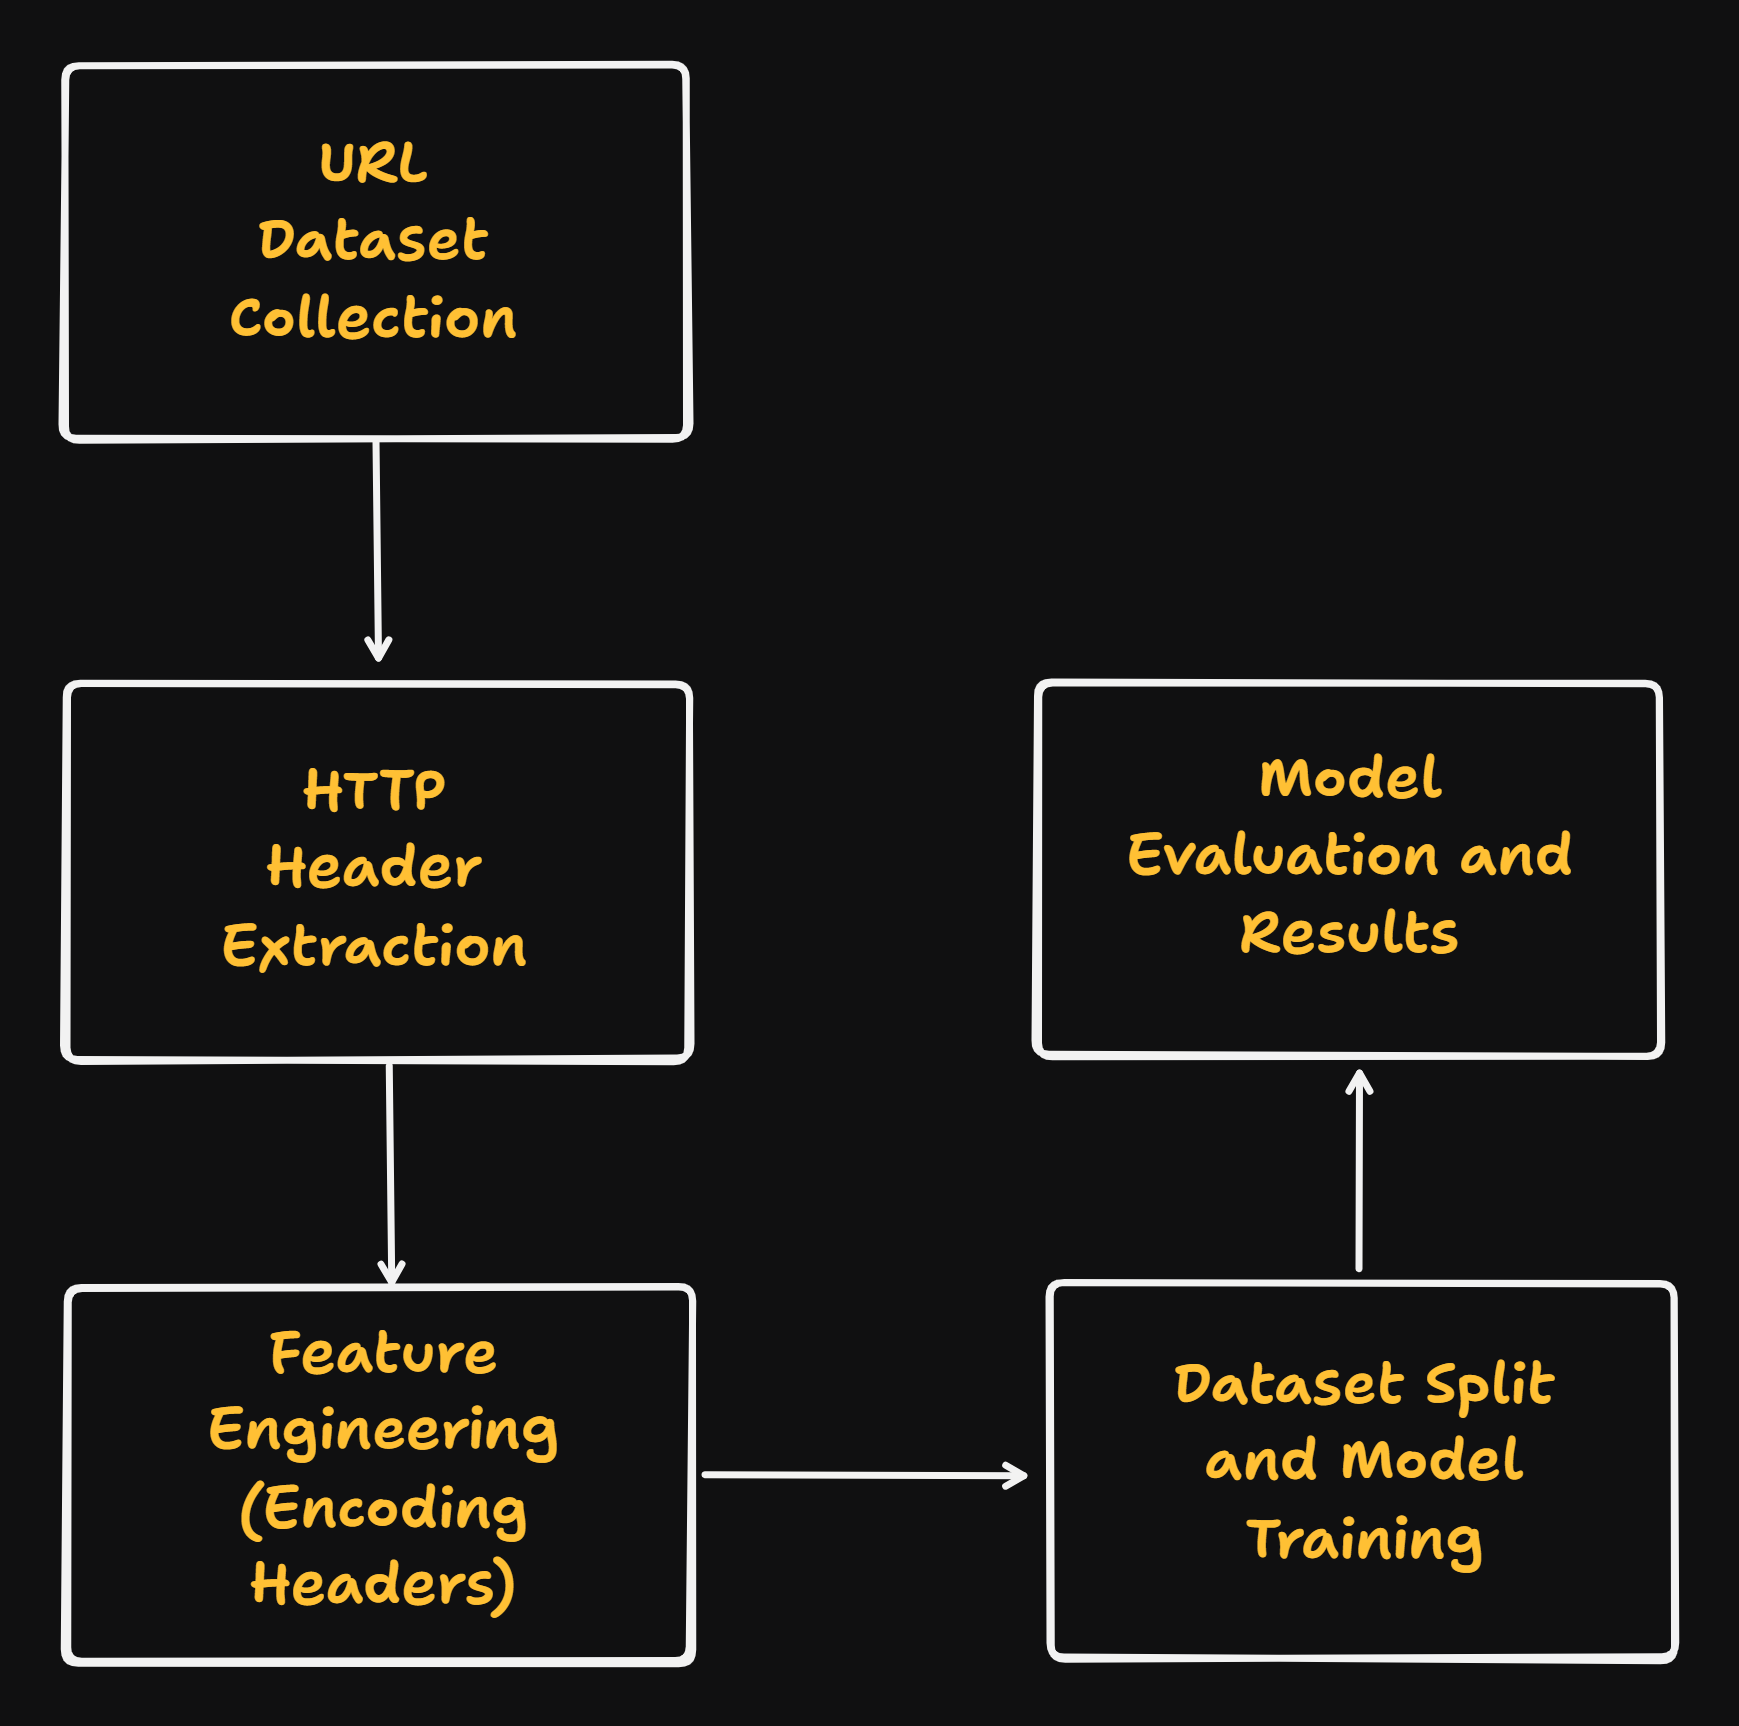 URL
Dataset
Collection
HTTP
Header
Extraction
Feature
Engineering
(Encoding
Headers)
Dataset Split
and Model
Training
Model
Evaluation and
Results